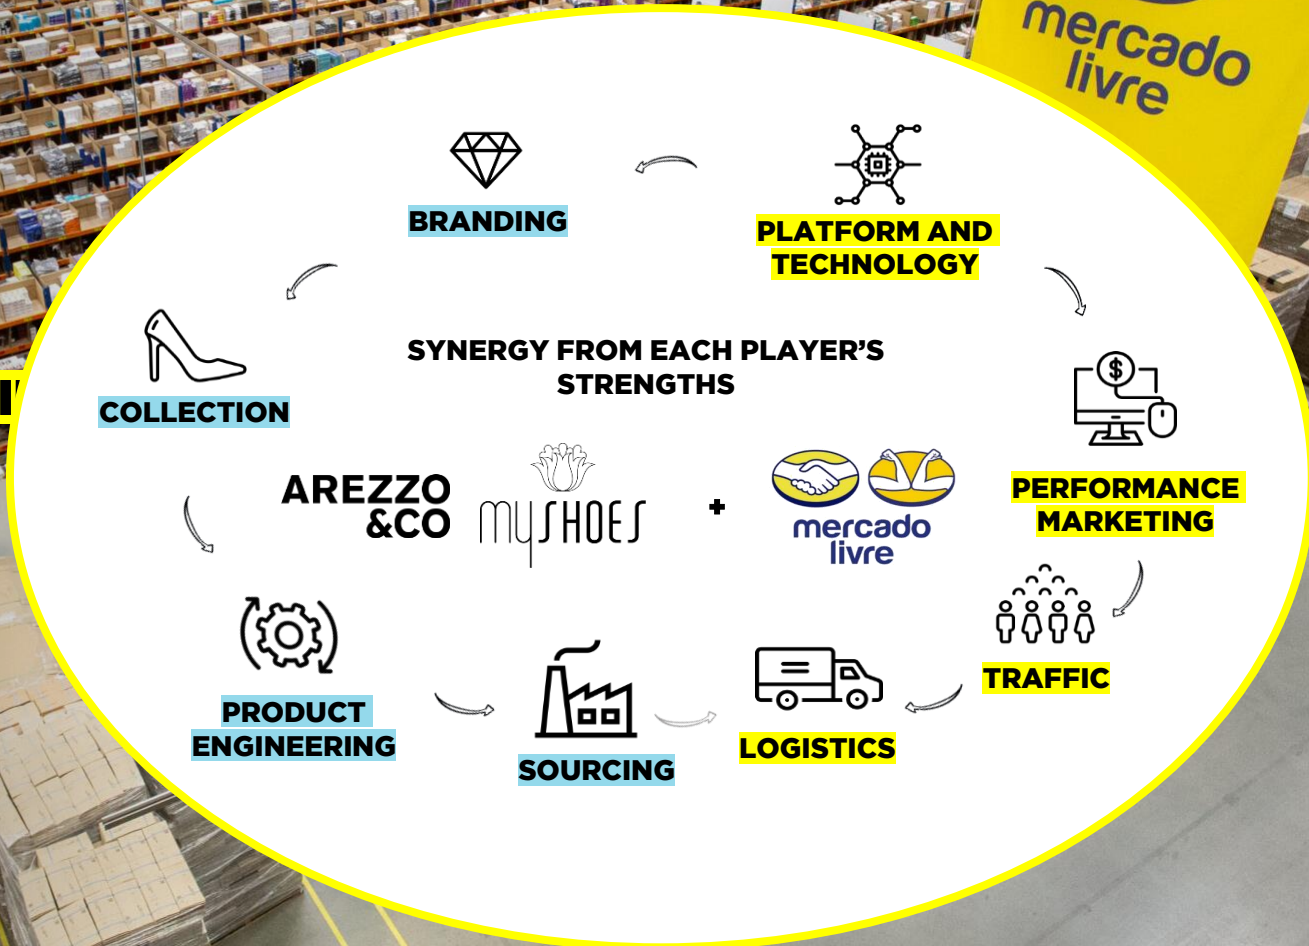 mercado
livre
BRANDING
PLATFORM AND
TECHNOLOGY
SYNERGY FROM EACH PLAYER'S
STRENGTHS
COLLECTION
AREZZO
&CO
mySHOES
+
mercado
livre
PERFORMANCE
MARKETING
TRAFFIC
PRODUCT
ENGINEERING
SOURCING
LOGISTICS